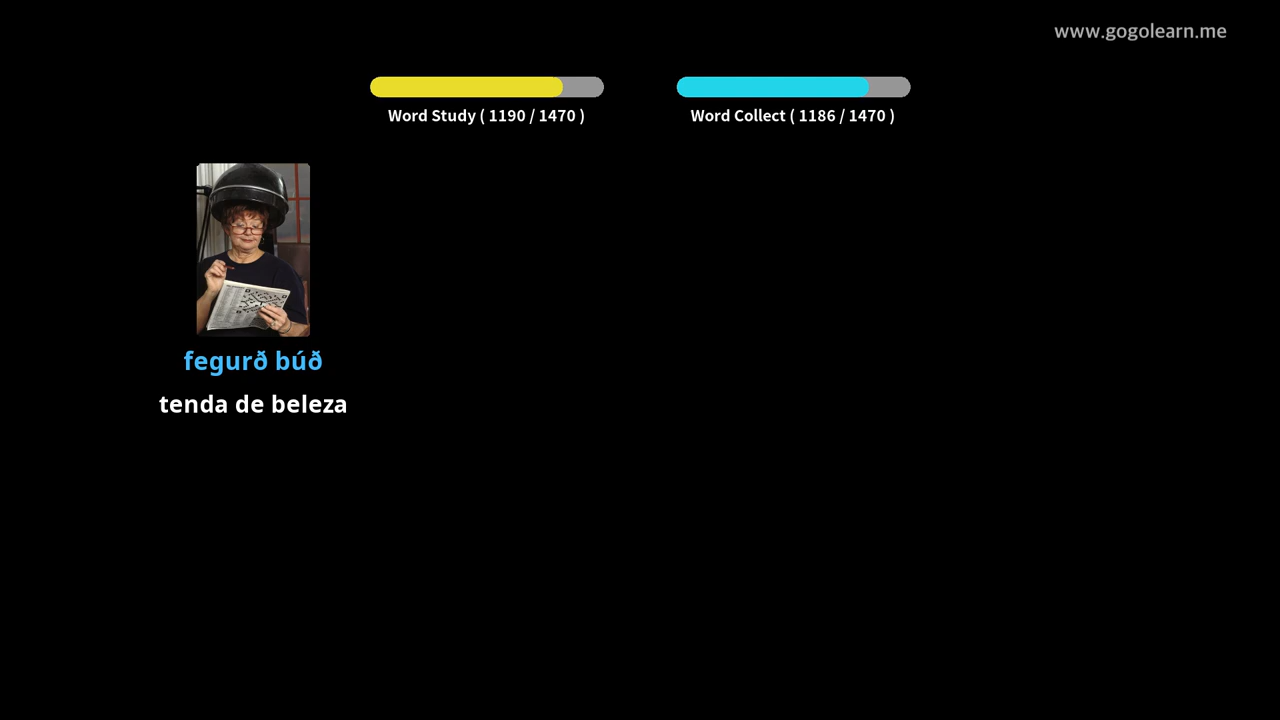 www.gogolearn.me
Word Study ( 1190 / 1470 )
Word Collect ( 1186 / 1470 )
fegurð búð
tenda de beleza